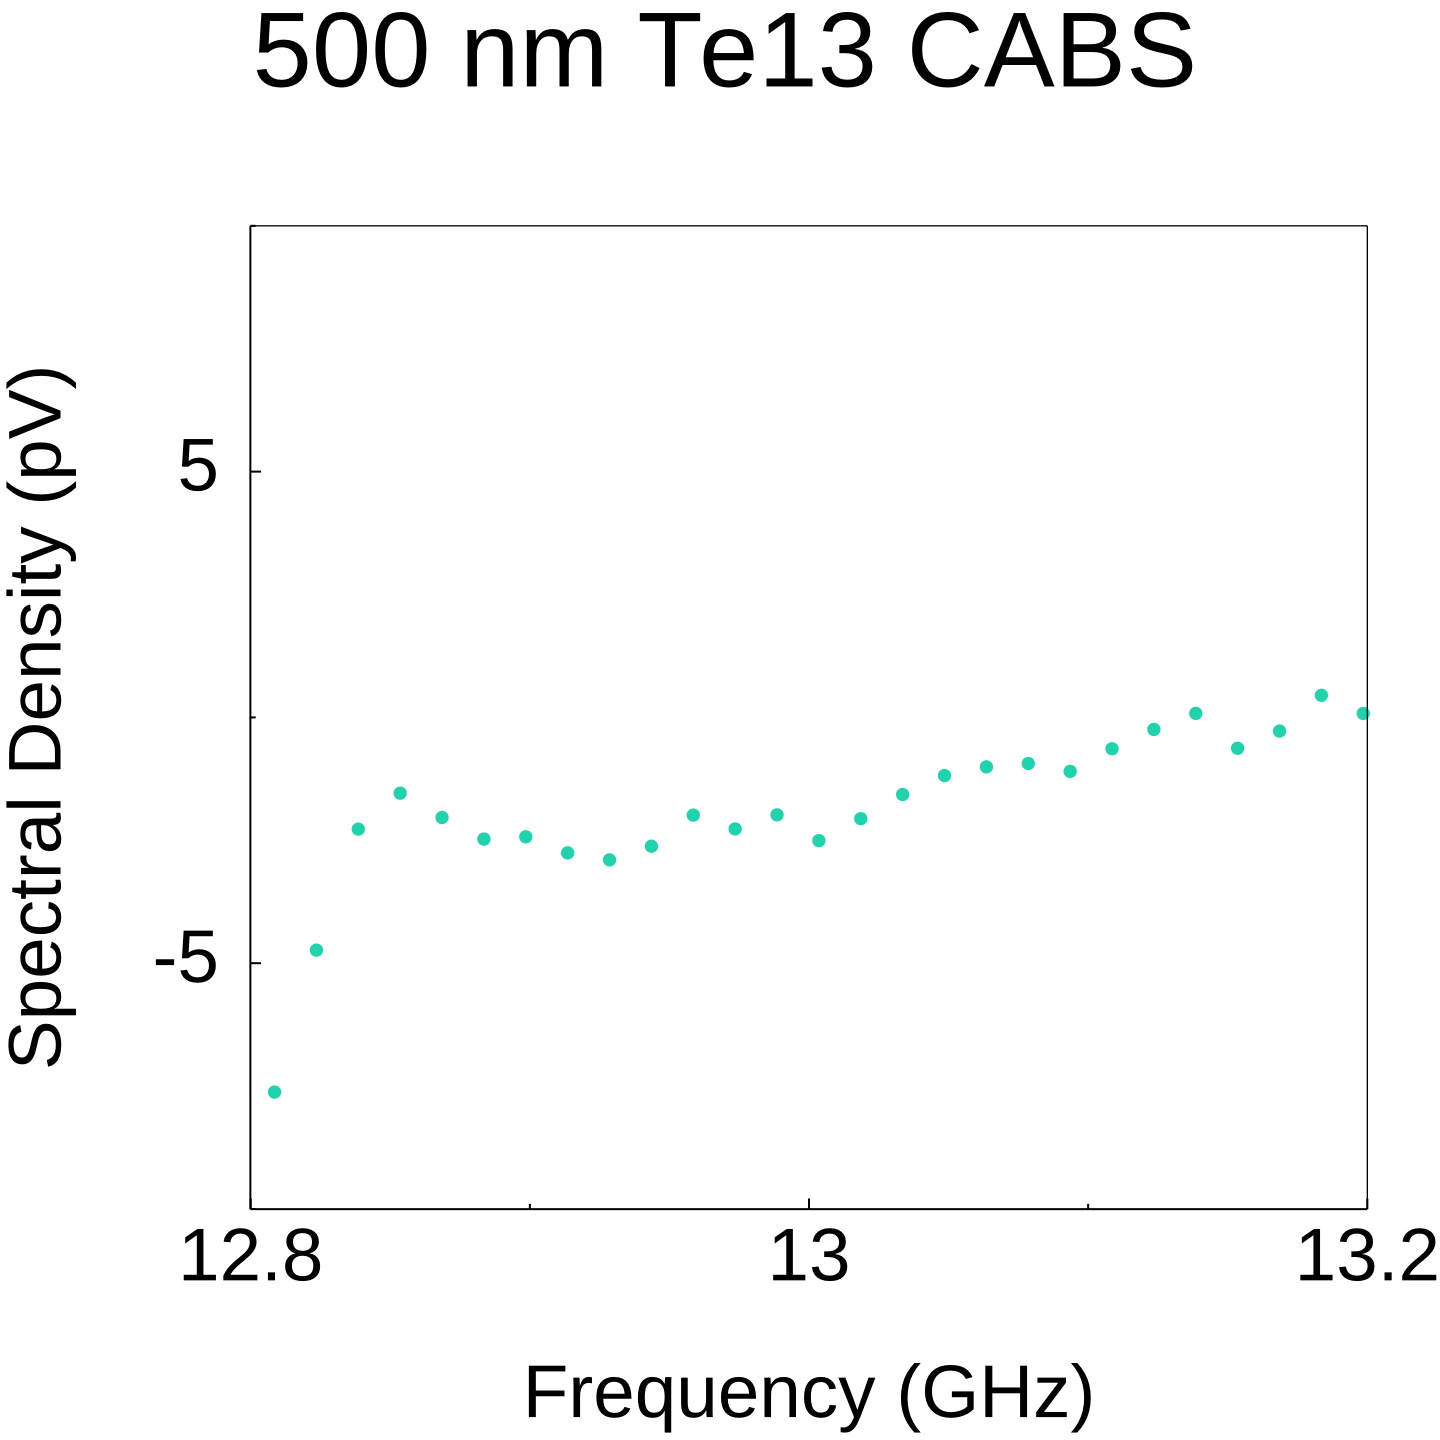 500 nm Te13 CABS
Spectral Density (pV)
5
-5
12.8
13
13.2
Frequency (GHz)